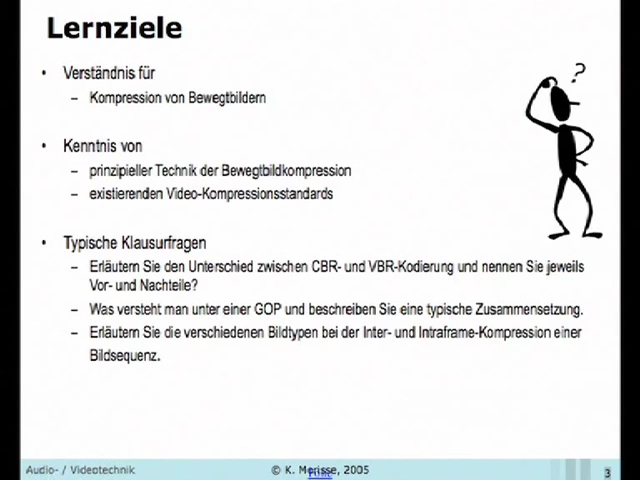 Lernziele
• Verständnis für
– Kompression von Bewegtbildern
• Kenntnis von
– prinzipieller Technik der Bewegtbildkompression
– existierenden Video-Kompressionsstandards
• Typische Klausurfragen
– Erläutern Sie den Unterschied zwischen CBR- und VBR-Kodierung und nennen Sie jeweils
Vor- und Nachteile?
– Was versteht man unter einer GOP und beschreiben Sie eine typische Zusammensetzung.
– Erläutern Sie die verschiedenen Bildtypen bei der Inter- und Intraframe-Kompression einer
Bildsequenz.
?
Audio- / Videotechnik
© K. Morisse, 2005
3